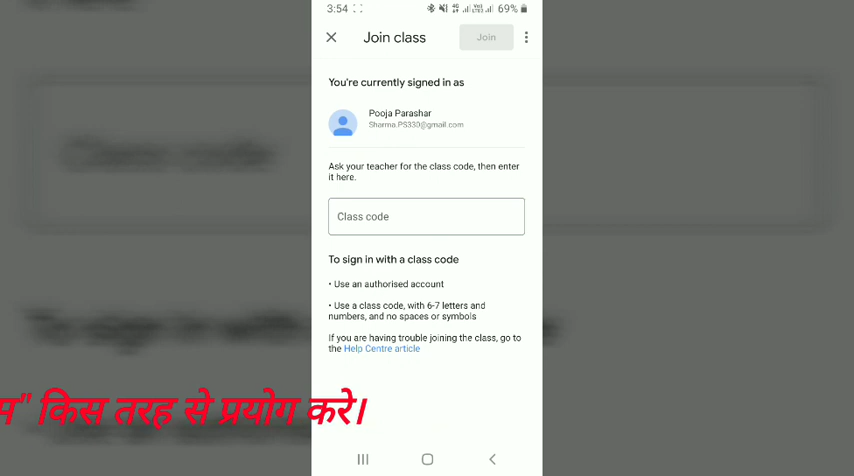 3:54
69%
Join class
Join
You're currently signed in as
Pooja Parashar
Sharma.PS330@gmail.com
Ask your teacher for the class code, then enter
it here.
Class code
To sign in with a class code
• Use an authorised account
• Use a class code, with 6-7 letters and
numbers, and no spaces or symbols
If you are having trouble joining the class, go to
the Help Centre article
" किस तरह से प्रयोग करे।